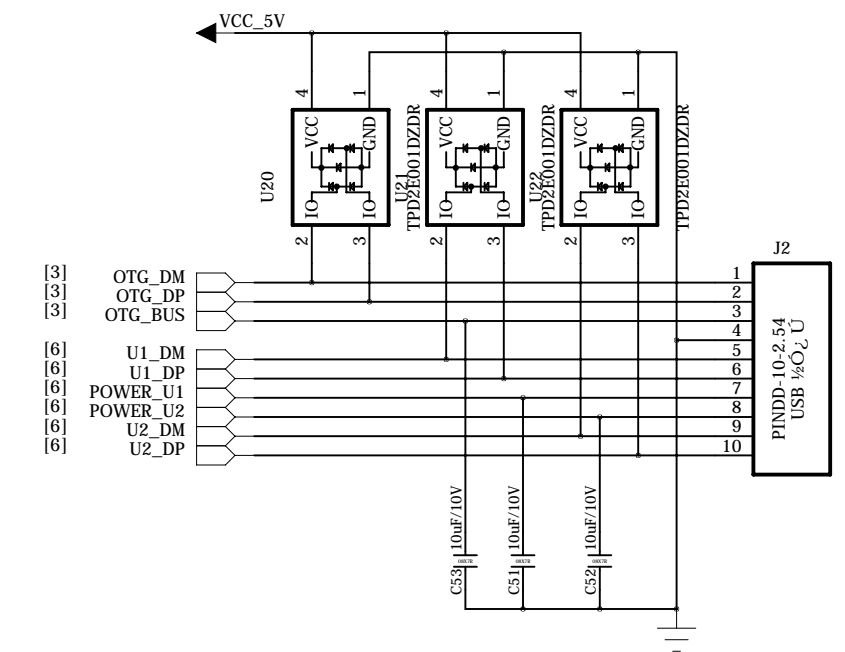 VCC_5V
4
1
4
1
4
1
VCC
GND
IO
IO
U20
TPD2E001DZDR
VCC
GND
IO
IO
U21
TPD2E001DZDR
VCC
GND
IO
IO
U22
TPD2E001DZDR
2
3
2
3
2
3
J2
[3] OTG_DM 1
[3] OTG_DP 2
[3] OTG_BUS 3
4
[6] U1_DM 5
[6] U1_DP 6
[6] POWER_U1 7
[6] POWER_U2 8
[6] U2_DM 9
[6] U2_DP 10
PINDD-10-2.54
USB ½Ó¿Ú
C53 10uF/10V
C51 10uF/10V
C52 10uF/10V